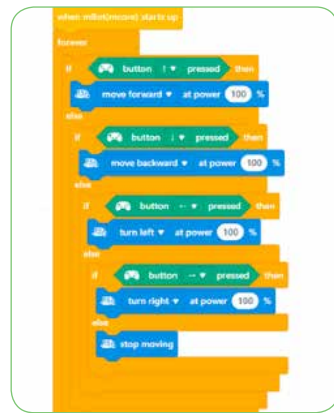 when mBot(mcore) starts up
forever
if button ↑ ▼ pressed then
move forward ▼ at power 100 %
else
if button ↓ ▼ pressed then
move backward ▼ at power 100 %
else
if button ← ▼ pressed then
turn left ▼ at power 100 %
else
if button → ▼ pressed then
turn right ▼ at power 100 %
else
stop moving